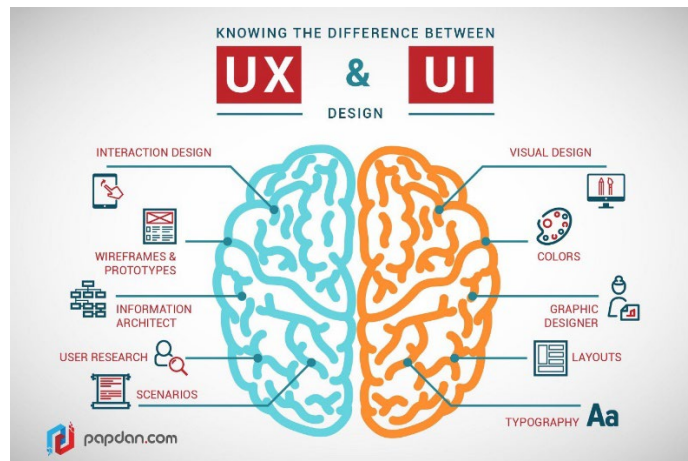 KNOWING THE DIFFERENCE BETWEEN
UX & UI
DESIGN
INTERACTION DESIGN
WIREFRAMES &
PROTOTYPES
INFORMATION
ARCHITECT
USER RESEARCH
SCENARIOS
VISUAL DESIGN
COLORS
GRAPHIC
DESIGNER
LAYOUTS
TYPOGRAPHY Aa
papdan.com